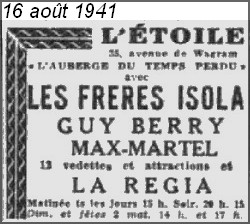 16 août 1941
L'ÉTOILE
35, avenue de Wagram
« L'AUBERGE DU TEMPS PERDU »
avec
LES FRERES ISOLA
GUY BERRY
MAX-MARTEL
12 vedettes et attractions et
LA REGIA
Matinée ts les jours 15 h. Soir. 20 h. 15
Dim. et fêtes 2 mat. 14 h. et 17 h.